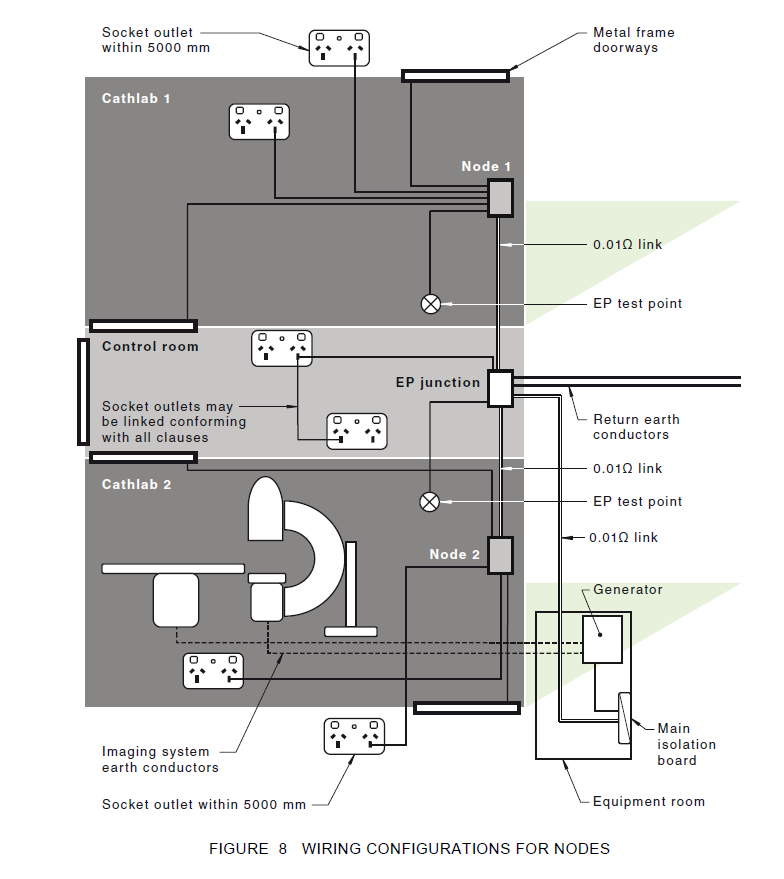 Socket outlet
within 5000 mm
Metal frame
doorways
Cathlab 1
Node 1
0.01Ω link
EP test point
Control room
EP junction
Socket outlets may
be linked conforming
with all clauses
Return earth
conductors
0.01Ω link
Cathlab 2
EP test point
0.01Ω link
Node 2
Generator
Imaging system
earth conductors
Main
isolation
board
Socket outlet within 5000 mm
Equipment room
FIGURE 8 WIRING CONFIGURATIONS FOR NODES